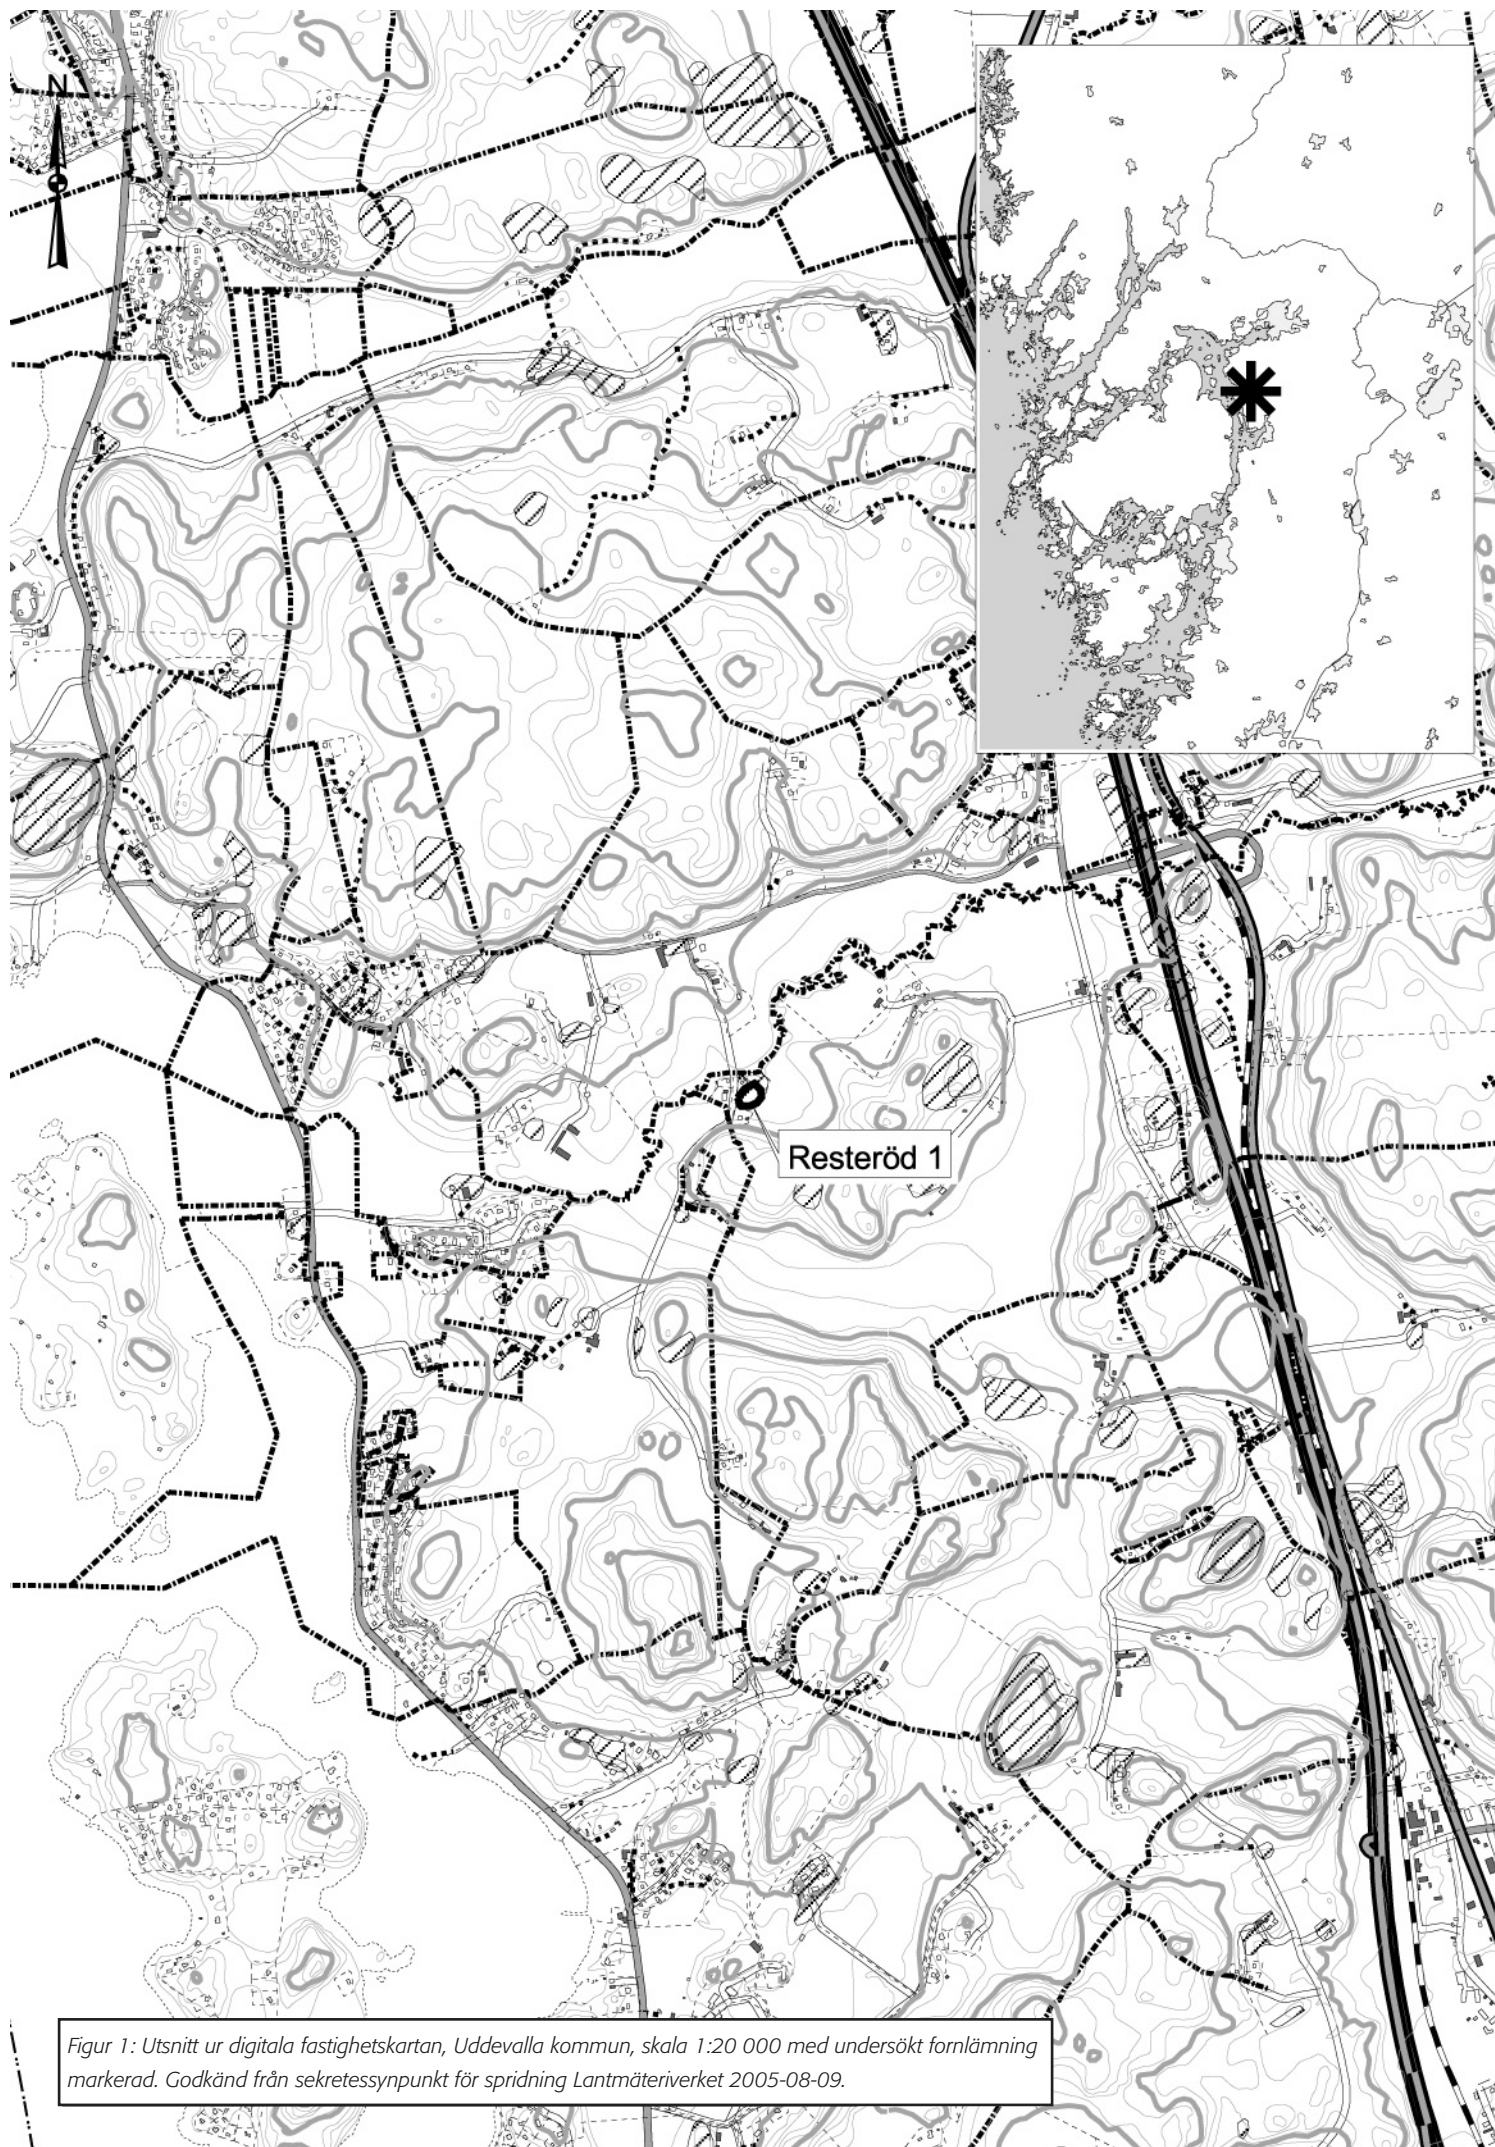 N
Resteröd 1
Figur 1: Utsnitt ur digitala fastighetskartan, Uddevalla kommun, skala 1:20 000 med undersökt fornlämning
markerad. Godkänd från sekretessynpunkt för spridning Lantmäteriverket 2005-08-09.